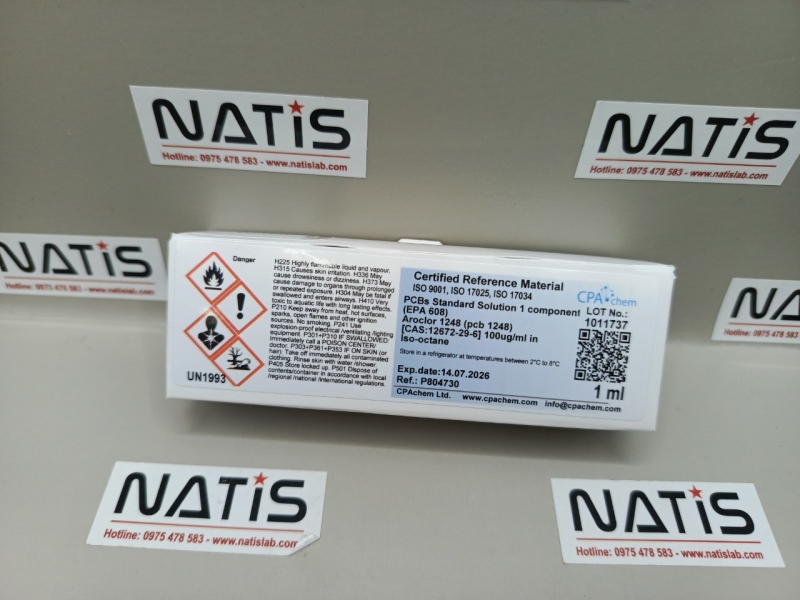 NATIS
Hotline: 0975 478 583 - www.natislab.com
NATIS
Hotline: 0975 478 583 - www.natislab.com
NATIS
Hotline: 0975 478 583 - www.natislab.com
Danger
UN1993
H225 Highly flammable liquid and vapour.
H315 Causes skin irritation. H336 May
cause drowsiness or dizziness. H373 May
cause damage to organs through prolonged
or repeated exposure. H304 May be fatal if
swallowed and enters airways. H410 Very
toxic to aquatic life with long lasting effects.
P210 Keep away from heat, hot surfaces,
sparks, open flames and other ignition
sources. No smoking. P241 Use
explosion-proof electrical /ventilating /lighting
equipment. P301+P310 IF SWALLOWED:
Immediately call a POISON CENTER/
doctor. P303+P361+P353 IF ON SKIN (or
hair): Take off immediately all contaminated
clothing. Rinse skin with water /shower.
P405 Store locked up. P501 Dispose of
contents/container in accordance with local
/regional /national /international regulations.
Certified Reference Material
ISO 9001, ISO 17025, ISO 17034
PCBs Standard Solution 1 component
(EPA 608)
Aroclor 1248 (pcb 1248)
[CAS:12672-29-6] 100ug/ml in
Iso-octane
Store in a refrigerator at temperatures between 2°C to 8°C
Exp.date:14.07.2026
Ref.: P804730
CPAchem Ltd. www.cpachem.com info@cpachem.com
CPAchem
LOT No.:
1011737
1 ml
NATIS
Hotline: 0975 478 583 - www.natislab.com
NATIS
Hotline: 0975 478 583 - www.natislab.com